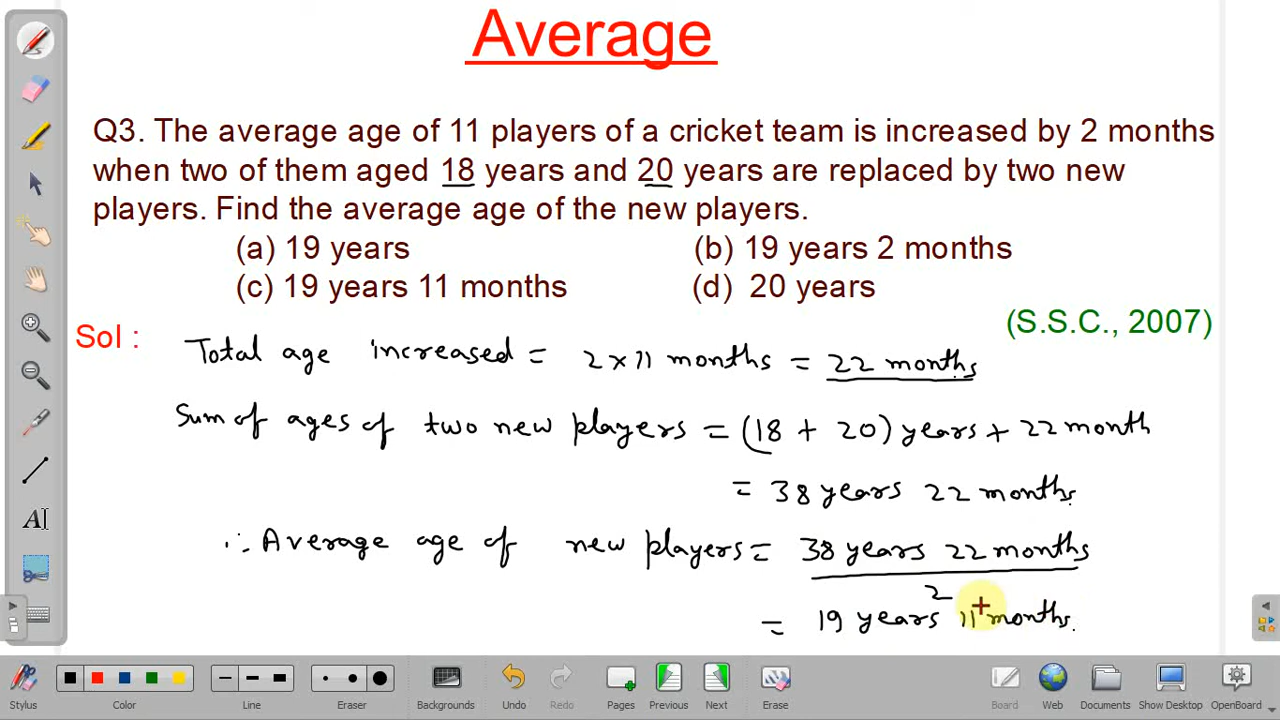 Average
Q3. The average age of 11 players of a cricket team is increased by 2 months
when two of them aged 18 years and 20 years are replaced by two new
players. Find the average age of the new players.
(a) 19 years (b) 19 years 2 months
(c) 19 years 11 months (d) 20 years
(S.S.C., 2007)
Sol :
Total age increased = 2 x 11 months = 22 months
Sum of ages of two new players = (18 + 20) years + 22 month
= 38 years 22 months.
∴ Average age of new players = 38 years 22 months
2
= 19 years 11 months.
Stylus Color Line Eraser Backgrounds Undo Redo Pages Previous Next Erase Board Web Documents Show Desktop OpenBoard